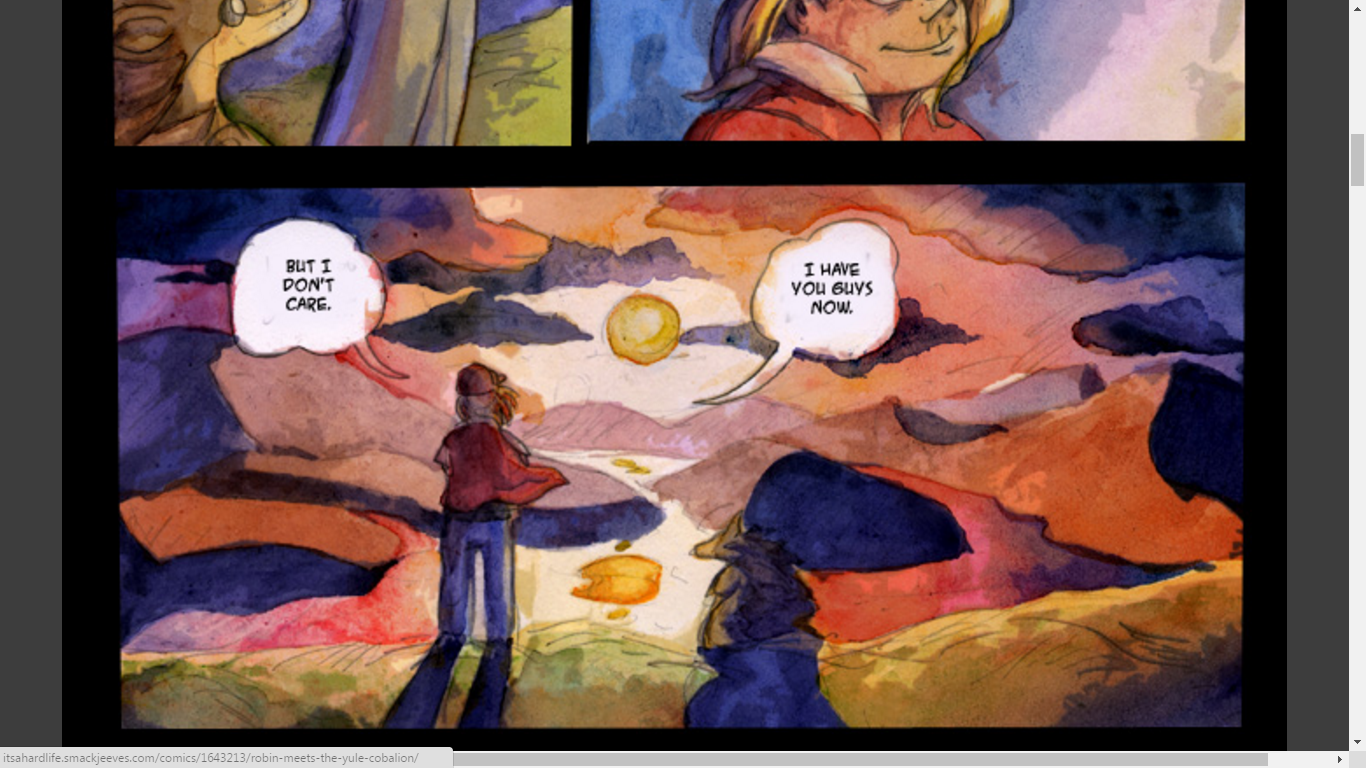 BUT I
DON'T
CARE.
I HAVE
YOU GUYS
NOW.
itsahardlife.smackjeeves.com/comics/1643213/robin-meets-the-yule-cobalion/